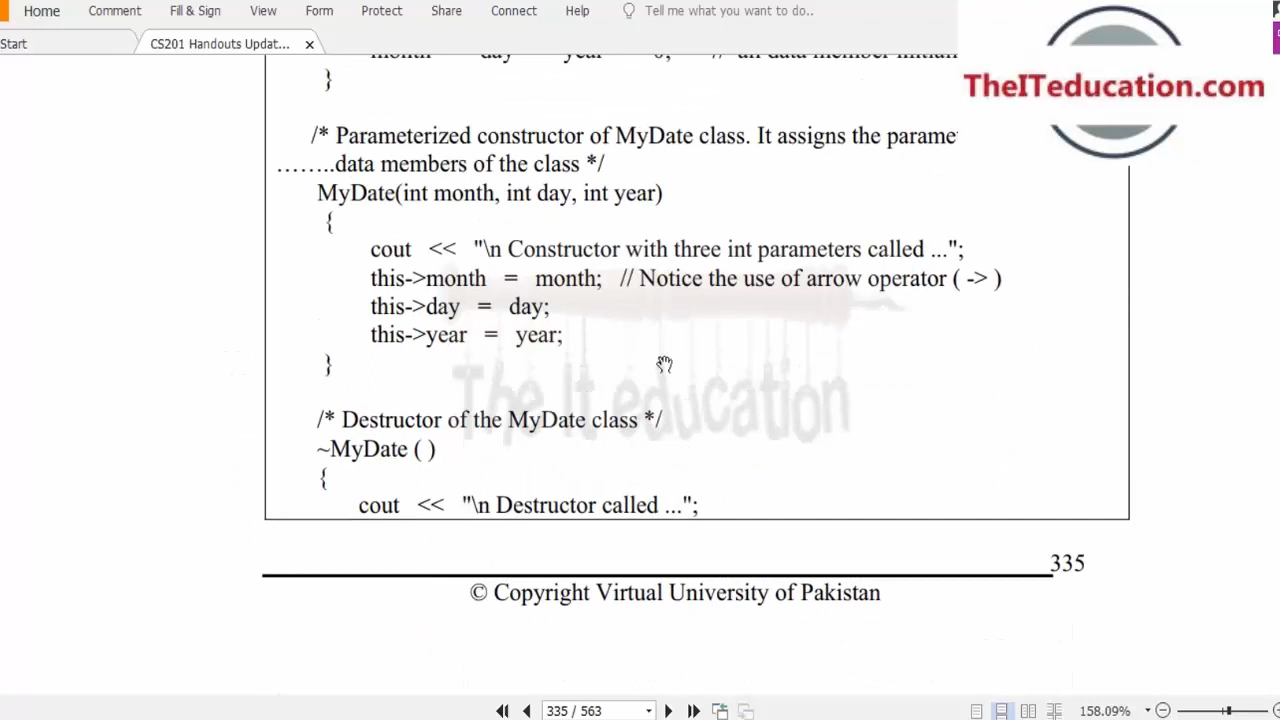 Home Comment Fill & Sign View Form Protect Share Connect Help Tell me what you want to do..
Start CS201 Handouts Updat... x
TheITeducation.com
}
/* Parameterized constructor of MyDate class. It assigns the parame
……..data members of the class */
MyDate(int month, int day, int year)
{
cout << "\n Constructor with three int parameters called ...";
this->month = month; // Notice the use of arrow operator ( -> )
this->day = day;
this->year = year;
}
The It education
/* Destructor of the MyDate class */
~MyDate ( )
{
cout << "\n Destructor called ...";
335
© Copyright Virtual University of Pakistan
335 / 563 158.09%